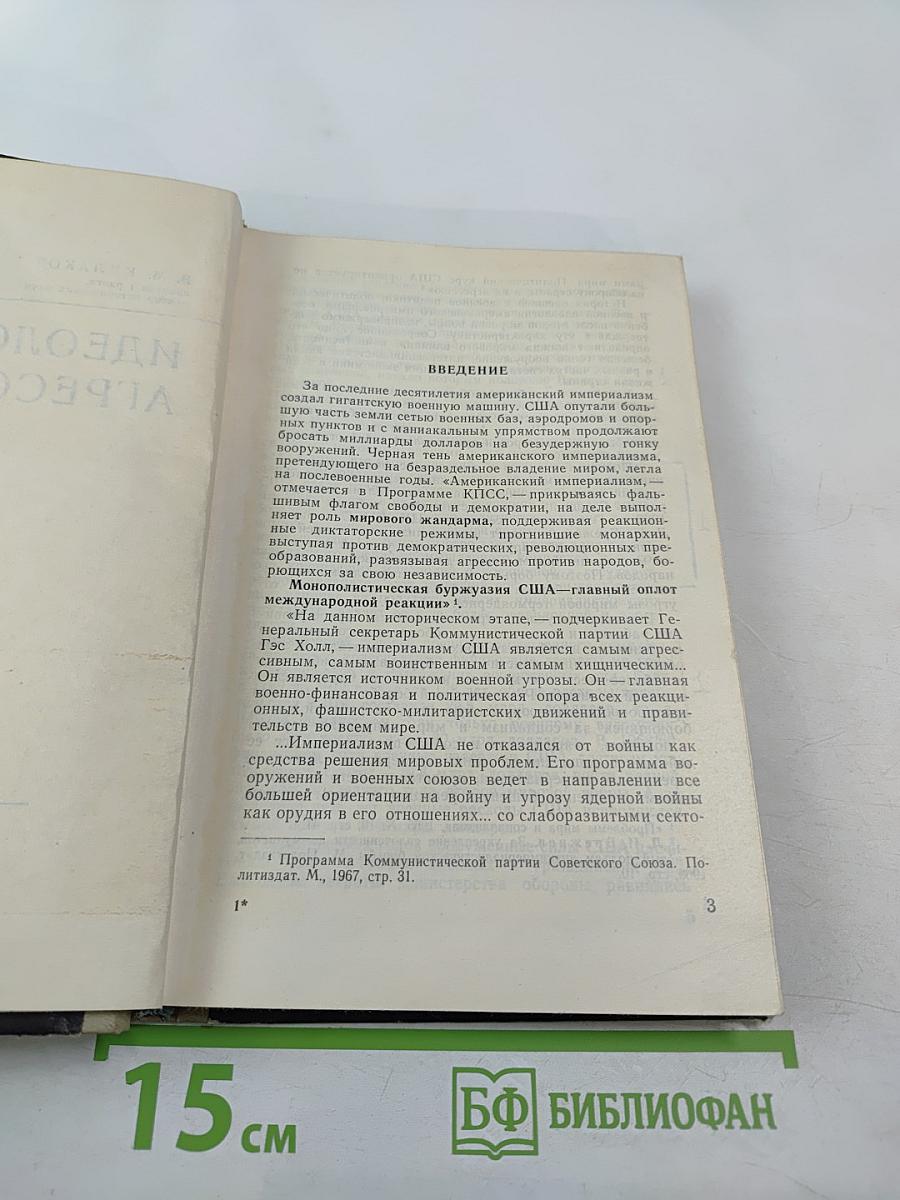 ВВЕДЕНИЕ
За последние десятилетия американский империализм
создал гигантскую военную машину. США опутали боль-
шую часть земли сетью военных баз, аэродромов и опор-
ных пунктов и с маниакальным упрямством продолжают
бросать миллиарды долларов на безудержную гонку
вооружений. Черная тень американского империализма,
претендующего на безраздельное владение миром, легла
на послевоенные годы. «Американский империализм, —
отмечается в Программе КПСС, — прикрываясь фаль-
шивым флагом свободы и демократии, на деле выпол-
няет роль мирового жандарма, поддерживая реакцион-
ные диктаторские режимы, прогнившие монархии,
выступая против демократических, революционных пре-
образований, развязывая агрессию против народов, бо-
рющихся за свою независимость.
Монополистическая буржуазия США—главный оплот
международной реакции» ¹.
«На данном историческом этапе, — подчеркивает Ге-
неральный секретарь Коммунистической партии США
Гэс Холл, — империализм США является самым агрес-
сивным, самым воинственным и самым хищническим...
Он является источником военной угрозы. Он — главная
военно-финансовая и политическая опора всех реакци-
онных, фашистско-милитаристских движений и прави-
тельств во всем мире.
...Империализм США не отказался от войны как
средства решения мировых проблем. Его программа во-
оружений и военных союзов ведет в направлении все
большей ориентации на войну и угрозу ядерной войны
как орудия в его отношениях... со слаборазвитыми секто-
¹ Программа Коммунистической партии Советского Союза. По-
литиздат. М., 1967, стр. 31.
1*
3
ИДЕОЛО
АГРЕСС
15 см
БФ БИБЛИОФАН